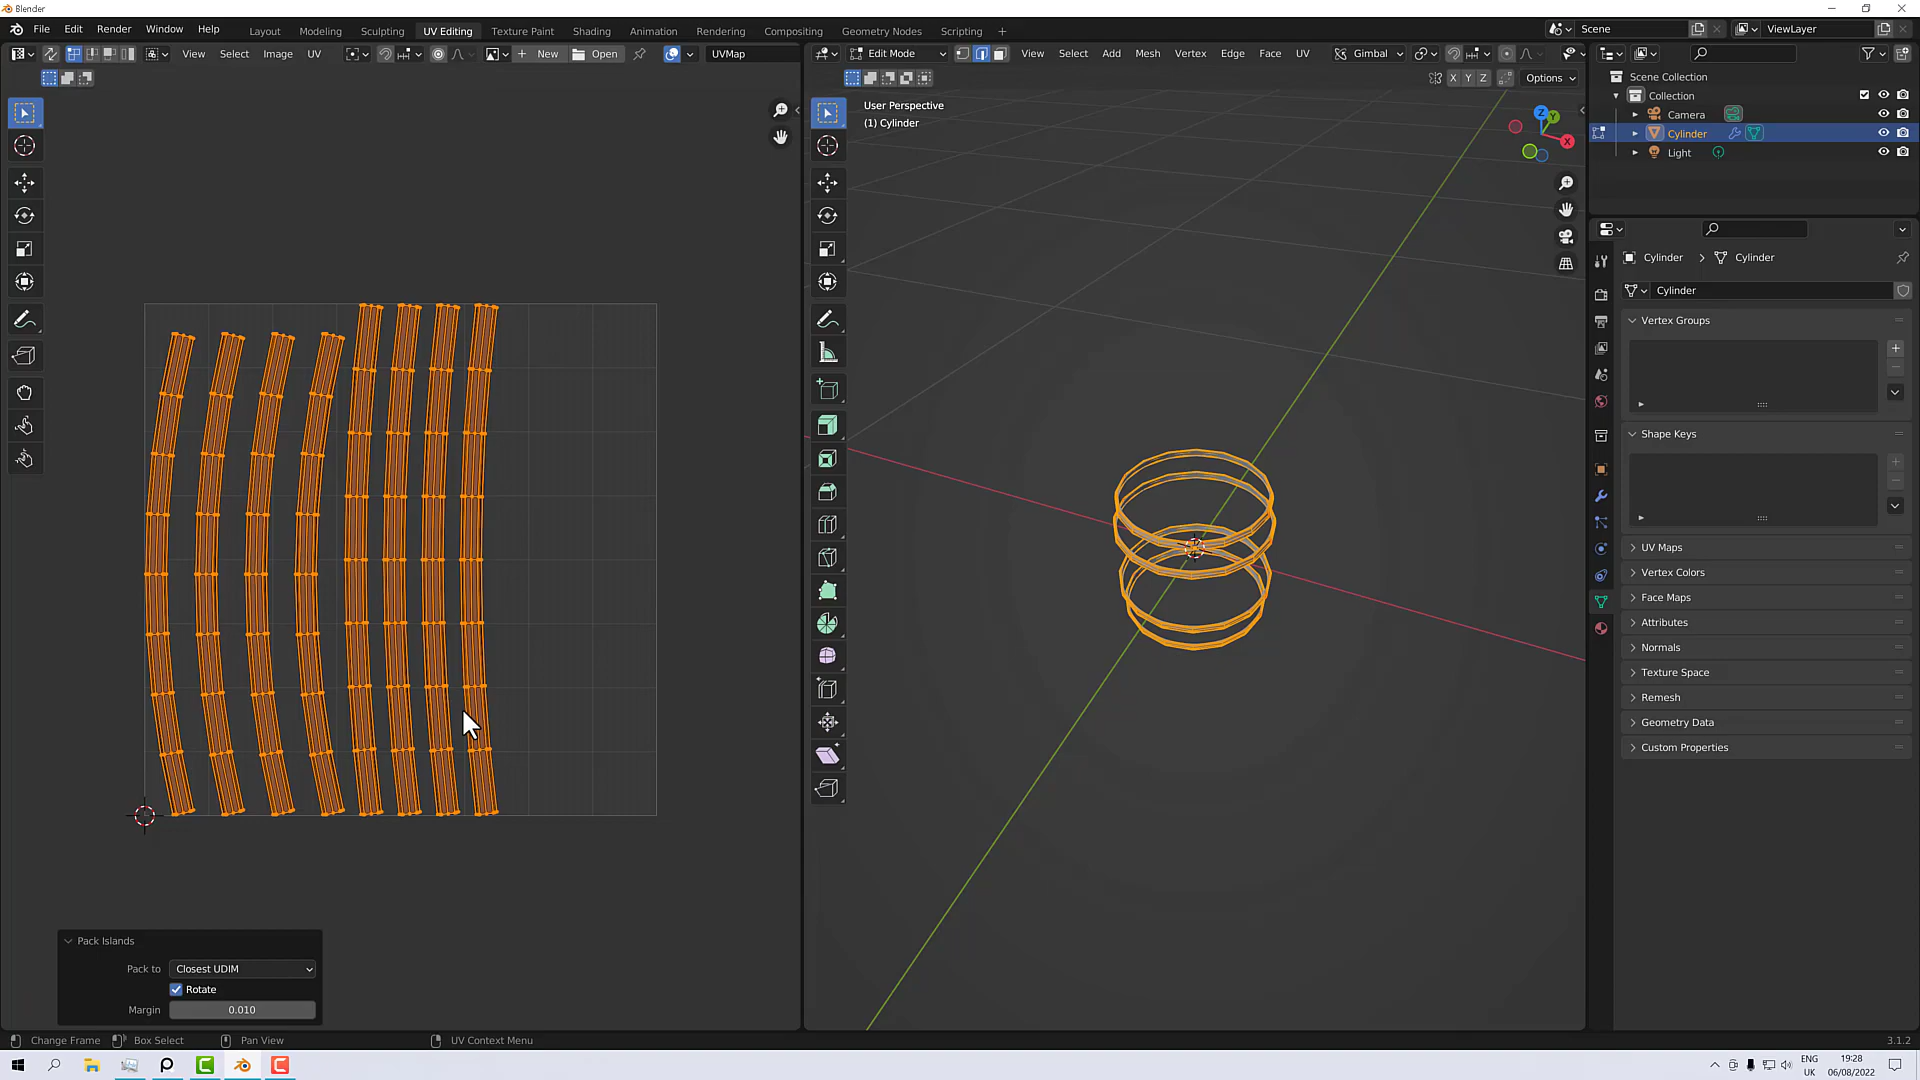 Blender
File Edit Render Window Help
Layout Modeling Sculpting UV Editing Texture Paint Shading Animation Rendering Compositing Geometry Nodes Scripting
Scene
ViewLayer
View Select Image UV
New
Open
UVMap
Edit Mode
View Select Add Mesh Vertex Edge Face UV
Gimbal
X Y Z
Options
User Perspective
(1) Cylinder
Z
Y
X
Scene Collection
Collection
Camera
Cylinder
Light
Cylinder
Cylinder
Cylinder
Vertex Groups
Shape Keys
UV Maps
Vertex Colors
Face Maps
Attributes
Normals
Texture Space
Remesh
Geometry Data
Custom Properties
Pack Islands
Pack to Closest UDIM
Rotate
Margin 0.010
Change Frame
Box Select
Pan View
UV Context Menu
3.1.2
ENG
UK
19:28
06/08/2022